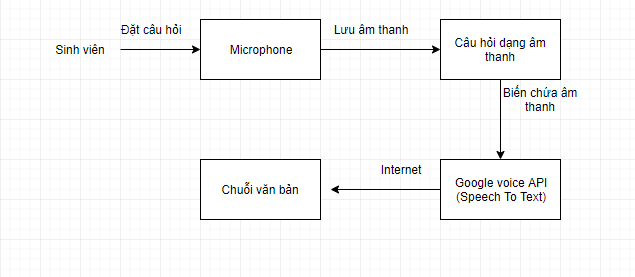 Đặt câu hỏi
Lưu âm thanh
Sinh viên
Microphone
Câu hỏi dạng âm
thanh
Biến chứa âm
thanh
Internet
Chuỗi văn bản
Google voice API
(Speech To Text)